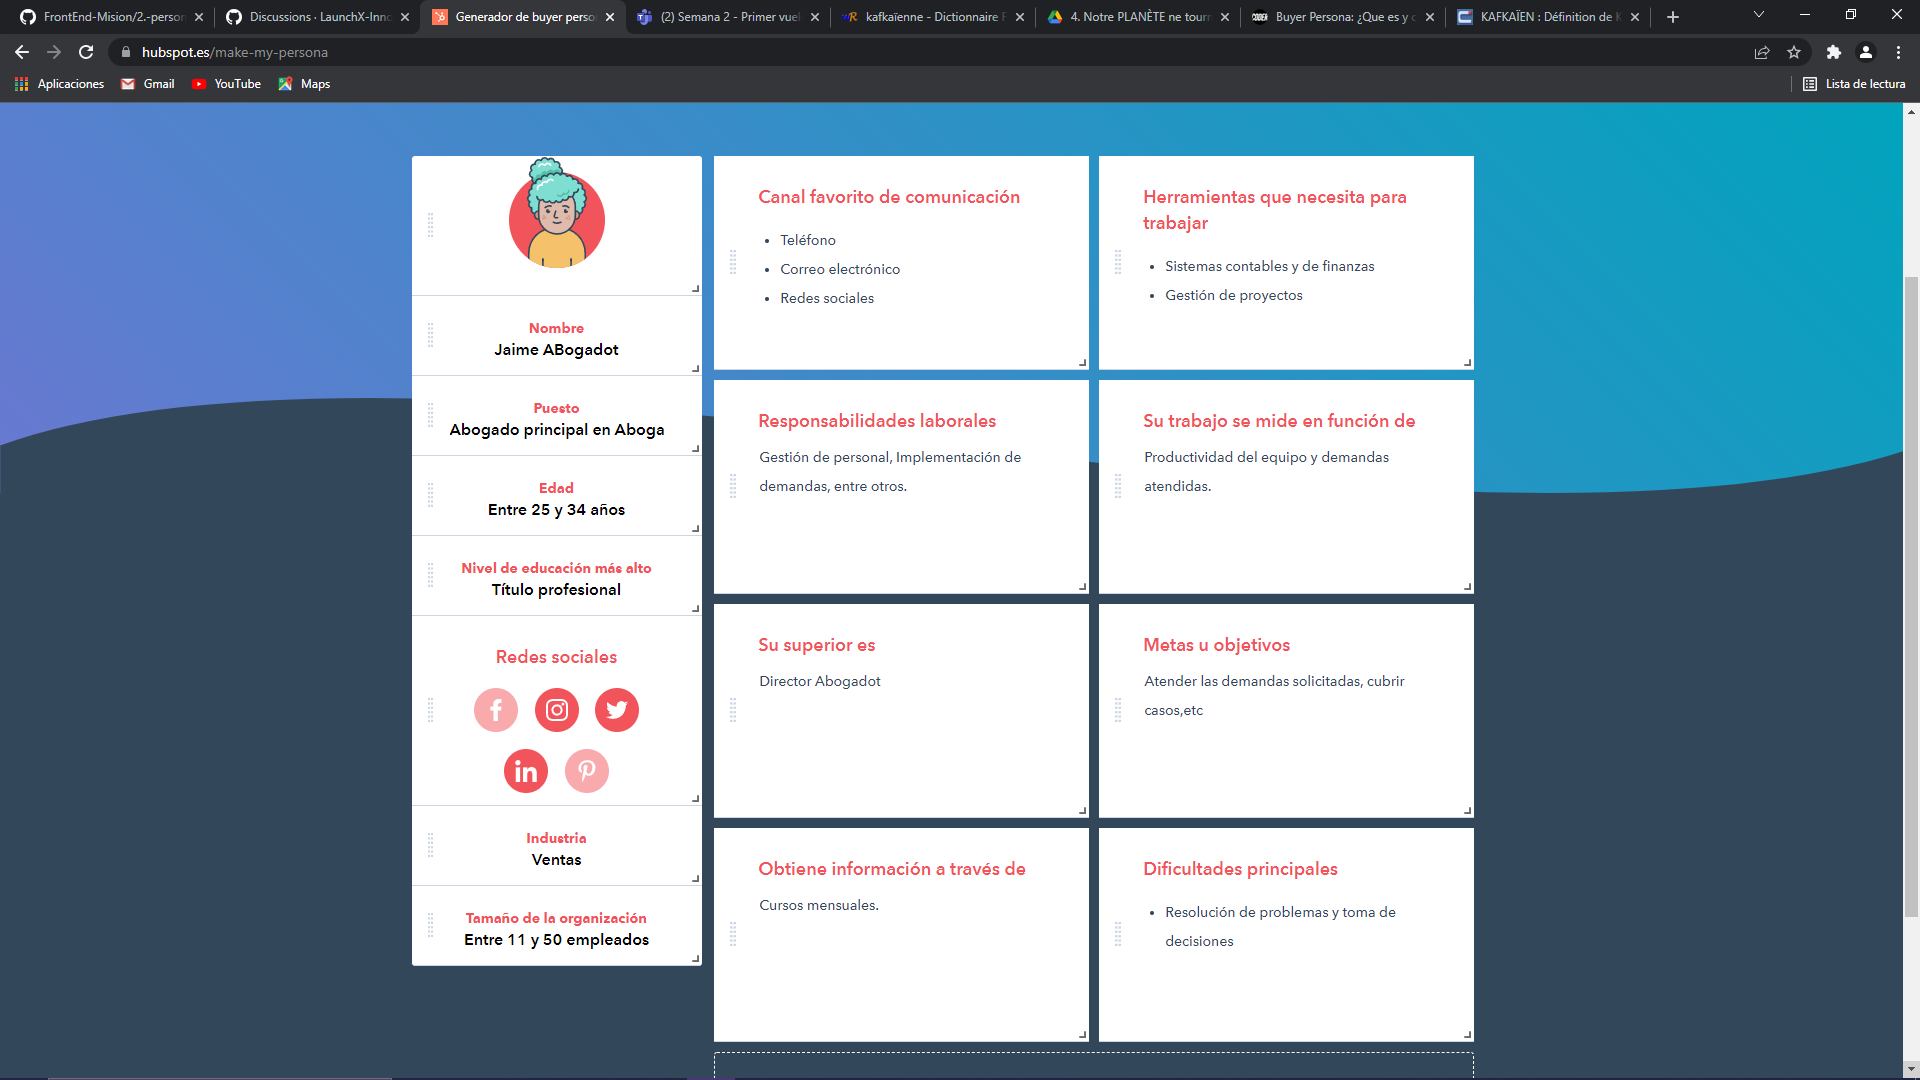 FrontEnd-Mision/2.-person
Discussions · LaunchX-Inno
Generador de buyer perso
(2) Semana 2 - Primer vuel
kafkaïenne - Dictionnaire F
4. Notre PLANÈTE ne tourn
Buyer Persona: ¿Que es y c
KAFKAÏEN : Définition de K
hubspot.es/make-my-persona
Aplicaciones
Gmail
YouTube
Maps
Lista de lectura
Nombre
Jaime ABogadot
Puesto
Abogado principal en Aboga
Edad
Entre 25 y 34 años
Nivel de educación más alto
Título profesional
Redes sociales
Industria
Ventas
Tamaño de la organización
Entre 11 y 50 empleados
Canal favorito de comunicación
• Teléfono
• Correo electrónico
• Redes sociales
Herramientas que necesita para
trabajar
• Sistemas contables y de finanzas
• Gestión de proyectos
Responsabilidades laborales
Gestión de personal, Implementación de
demandas, entre otros.
Su trabajo se mide en función de
Productividad del equipo y demandas
atendidas.
Su superior es
Director Abogadot
Metas u objetivos
Atender las demandas solicitadas, cubrir
casos,etc
Obtiene información a través de
Cursos mensuales.
Dificultades principales
• Resolución de problemas y toma de
decisiones